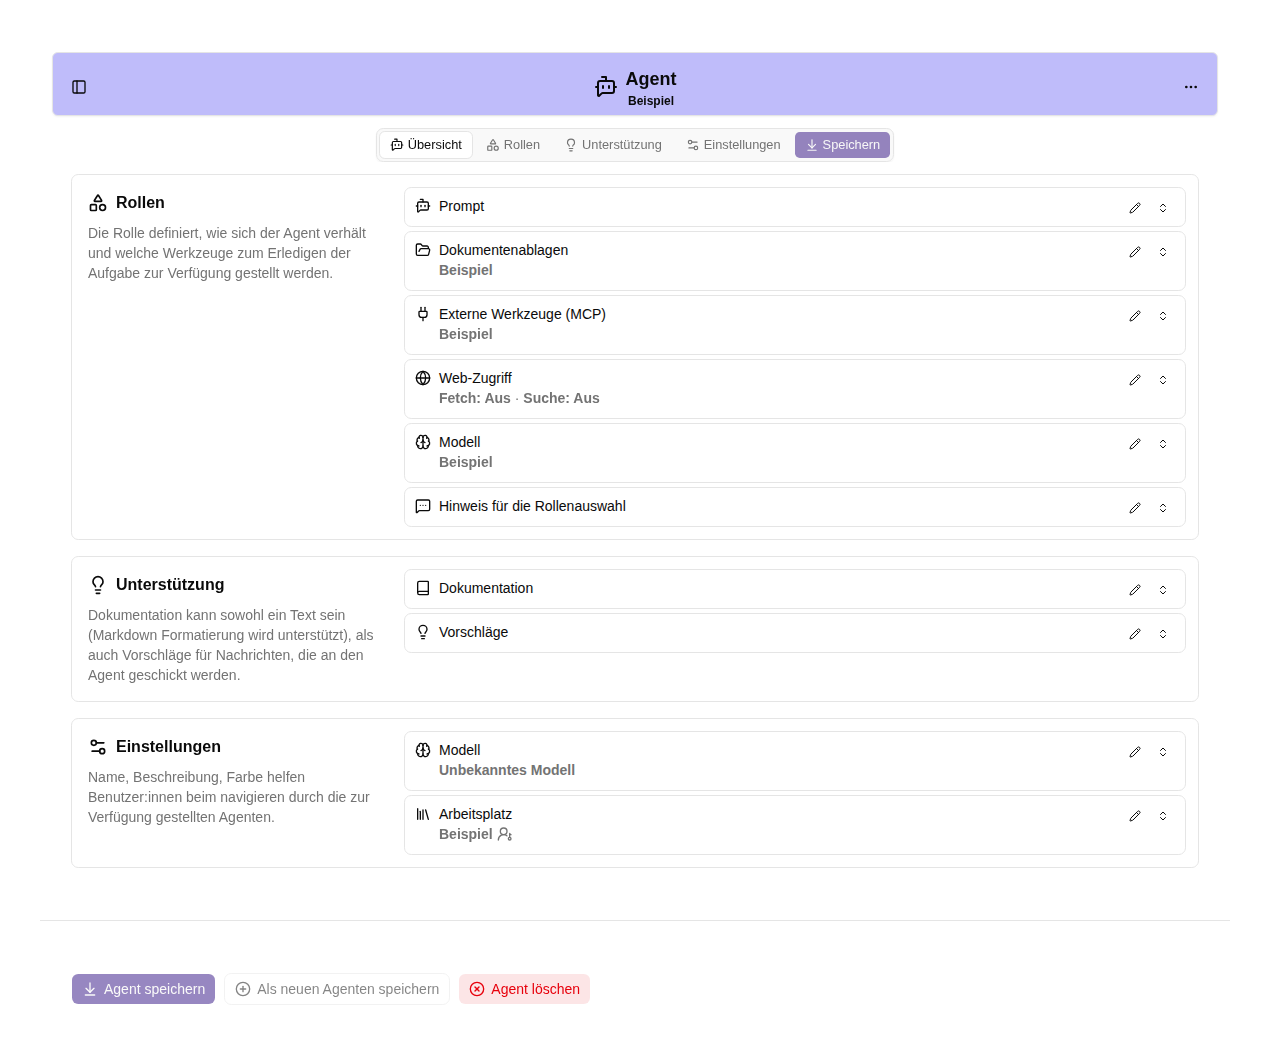 Agent
Beispiel
Übersicht
Rollen
Unterstützung
Einstellungen
Speichern
Rollen
Die Rolle definiert, wie sich der Agent verhält
und welche Werkzeuge zum Erledigen der
Aufgabe zur Verfügung gestellt werden.
Prompt
Dokumentenablagen
Beispiel
Externe Werkzeuge (MCP)
Beispiel
Web-Zugriff
Fetch: Aus · Suche: Aus
Modell
Beispiel
Hinweis für die Rollenauswahl
Unterstützung
Dokumentation kann sowohl ein Text sein
(Markdown Formatierung wird unterstützt), als
auch Vorschläge für Nachrichten, die an den
Agent geschickt werden.
Dokumentation
Vorschläge
Einstellungen
Name, Beschreibung, Farbe helfen
Benutzer:innen beim navigieren durch die zur
Verfügung gestellten Agenten.
Modell
Unbekanntes Modell
Arbeitsplatz
Beispiel
Agent speichern
Als neuen Agenten speichern
Agent löschen